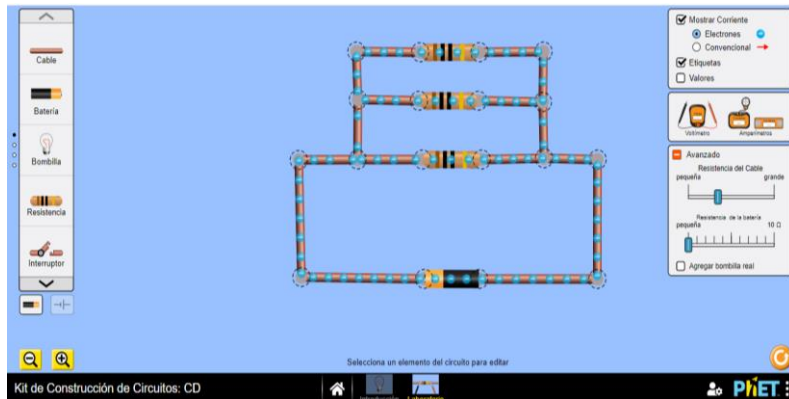 Cable
Batería
Bombilla
Resistencia
Interruptor
Mostrar Corriente
Electrones
Convencional
Etiquetas
Valores
Voltímetro
Amperímetros
Avanzado
Resistencia del Cable
pequeña grande
Resistencia de la batería
pequeña 10 Ω
Agregar bombilla real
Selecciona un elemento del circuito para editar
Kit de Construcción de Circuitos: CD
Introducción Laboratorio
PhET